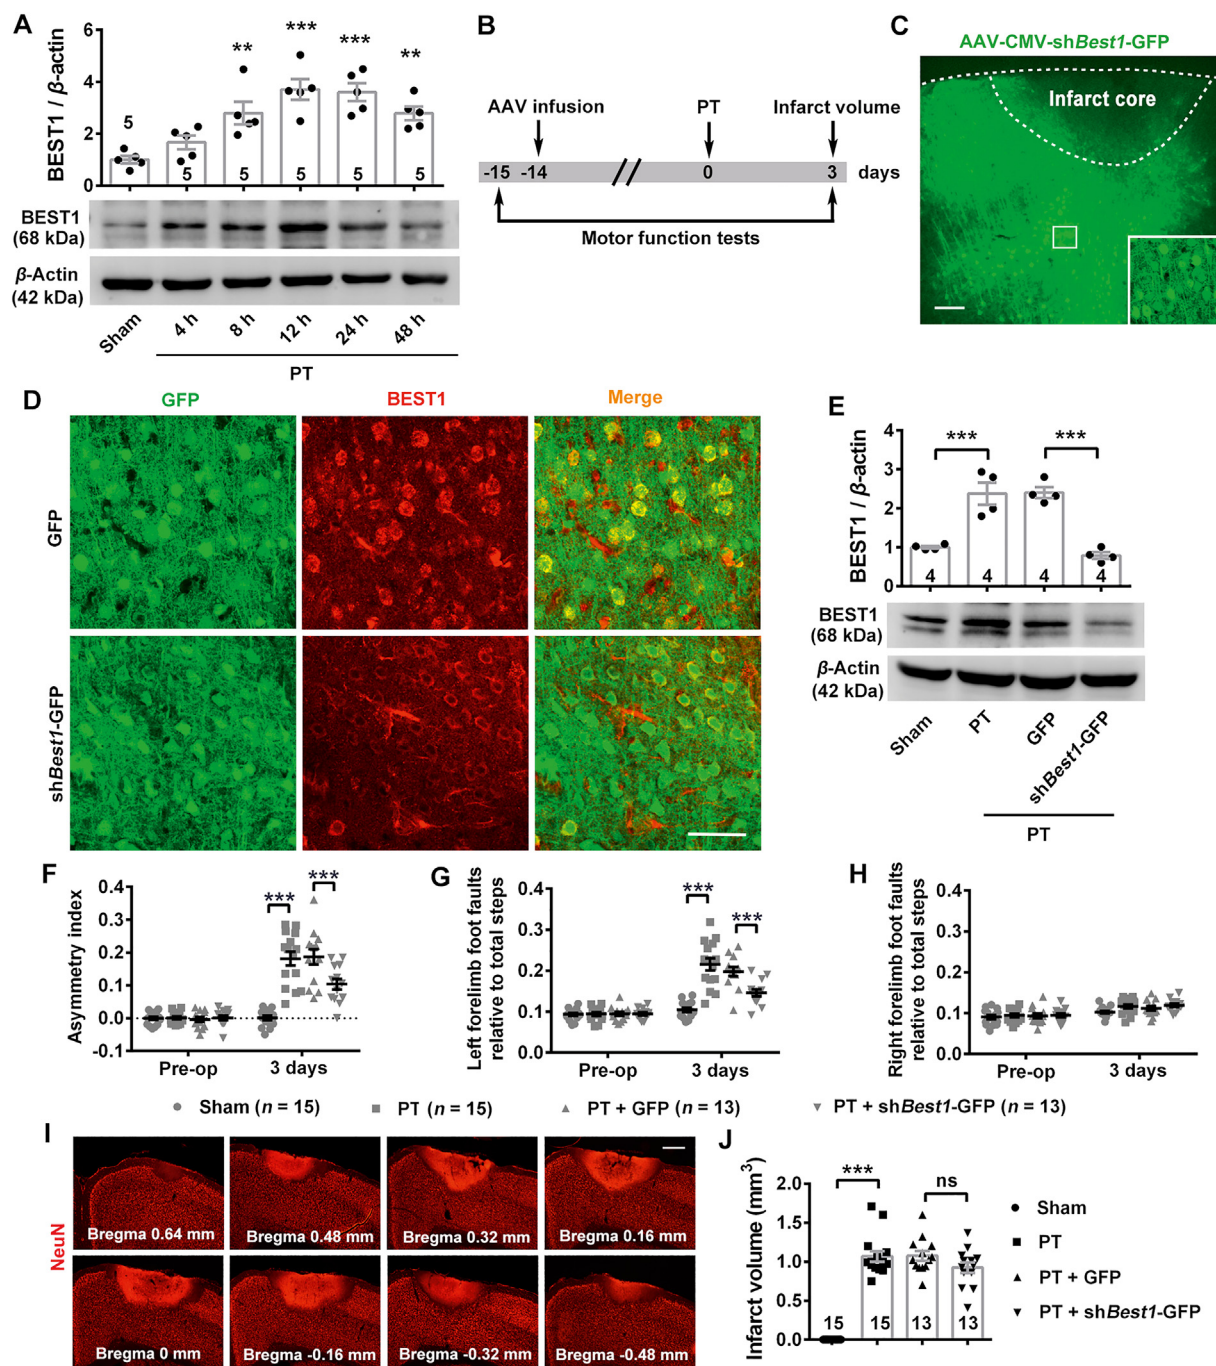 A
BEST1 / β-actin
6
4
2
0
5
**
***
***
**
5
5
5
5
5
BEST1
(68 kDa)
β-Actin
(42 kDa)
Sham
4 h
8 h
12 h
24 h
48 h
PT
B
AAV infusion
PT
Infarct volume
-15
-14
0
3
days
Motor function tests
C
AAV-CMV-shBest1-GFP
Infarct core
D
GFP
BEST1
Merge
GFP
shBest1-GFP
E
BEST1 / β-actin
4
3
2
1
0
***
***
4
4
4
4
BEST1
(68 kDa)
β-Actin
(42 kDa)
Sham
PT
GFP
shBest1-GFP
PT
F
Asymmetry index
0.4
0.3
0.2
0.1
0.0
-0.1
***
***
Pre-op
3 days
G
Left forelimb foot faults
relative to total steps
0.4
0.3
0.2
0.1
0.0
***
***
Pre-op
3 days
H
Right forelimb foot faults
relative to total steps
0.4
0.3
0.2
0.1
0.0
Pre-op
3 days
Sham (n = 15)
PT (n = 15)
PT + GFP (n = 13)
PT + shBest1-GFP (n = 13)
I
NeuN
Bregma 0.64 mm
Bregma 0.48 mm
Bregma 0.32 mm
Bregma 0.16 mm
Bregma 0 mm
Bregma -0.16 mm
Bregma -0.32 mm
Bregma -0.48 mm
J
Infarct volume (mm3)
2.0
1.5
1.0
0.5
0.0
***
ns
15
15
13
13
Sham
PT
PT + GFP
PT + shBest1-GFP